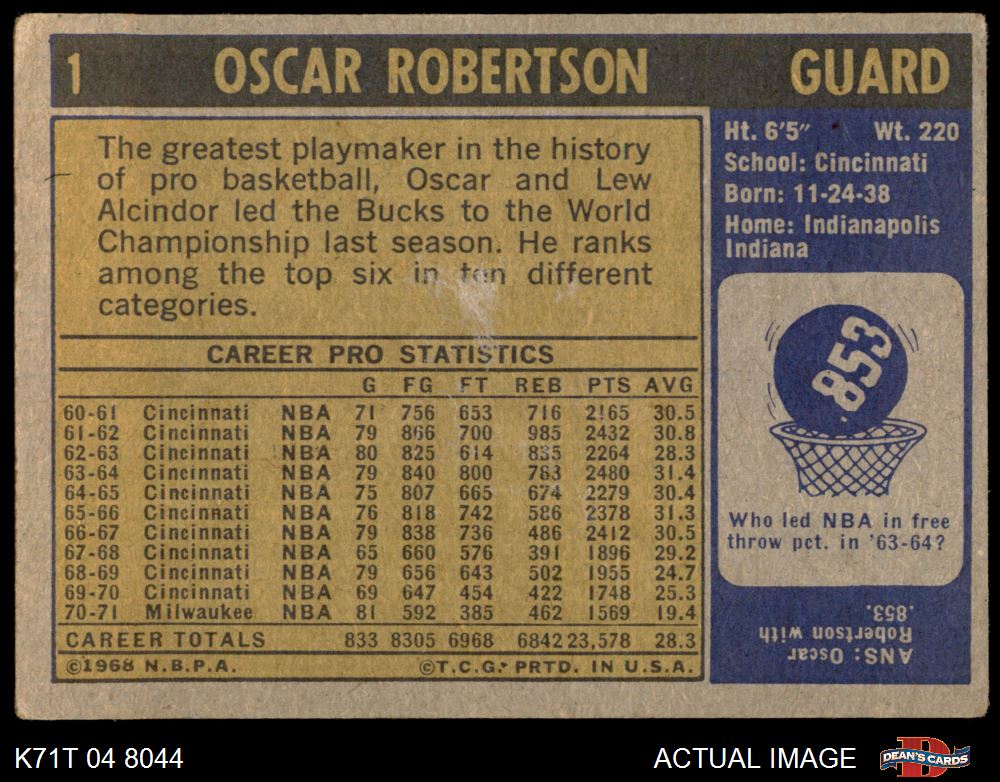 1 OSCAR ROBERTSON GUARD
The greatest playmaker in the history
of pro basketball, Oscar and Lew
Alcindor led the Bucks to the World
Championship last season. He ranks
among the top six in ten different
categories.
CAREER PRO STATISTICS
G FG FT REB PTS AVG
60-61 Cincinnati NBA 71 756 653 716 2165 30.5
61-62 Cincinnati NBA 79 866 700 985 2432 30.8
62-63 Cincinnati NBA 80 825 614 835 2264 28.3
63-64 Cincinnati NBA 79 840 800 783 2480 31.4
64-65 Cincinnati NBA 75 807 665 674 2279 30.4
65-66 Cincinnati NBA 76 818 742 586 2378 31.3
66-67 Cincinnati NBA 79 838 736 486 2412 30.5
67-68 Cincinnati NBA 65 660 576 391 1896 29.2
68-69 Cincinnati NBA 79 656 643 502 1955 24.7
69-70 Cincinnati NBA 69 647 454 422 1748 25.3
70-71 Milwaukee NBA 81 592 385 462 1569 19.4
CAREER TOTALS 833 8305 6968 6842 23,578 28.3
©1968 N.B.P.A. ©T.C.G. PRTD. IN U.S.A.
Ht. 6'5" Wt. 220
School: Cincinnati
Born: 11-24-38
Home: Indianapolis
Indiana
.853
Who led NBA in free
throw pct. in '63-64?
ANS: Oscar
Robertson with
.853.
K71T 04 8044 ACTUAL IMAGE DEAN'S CARDS